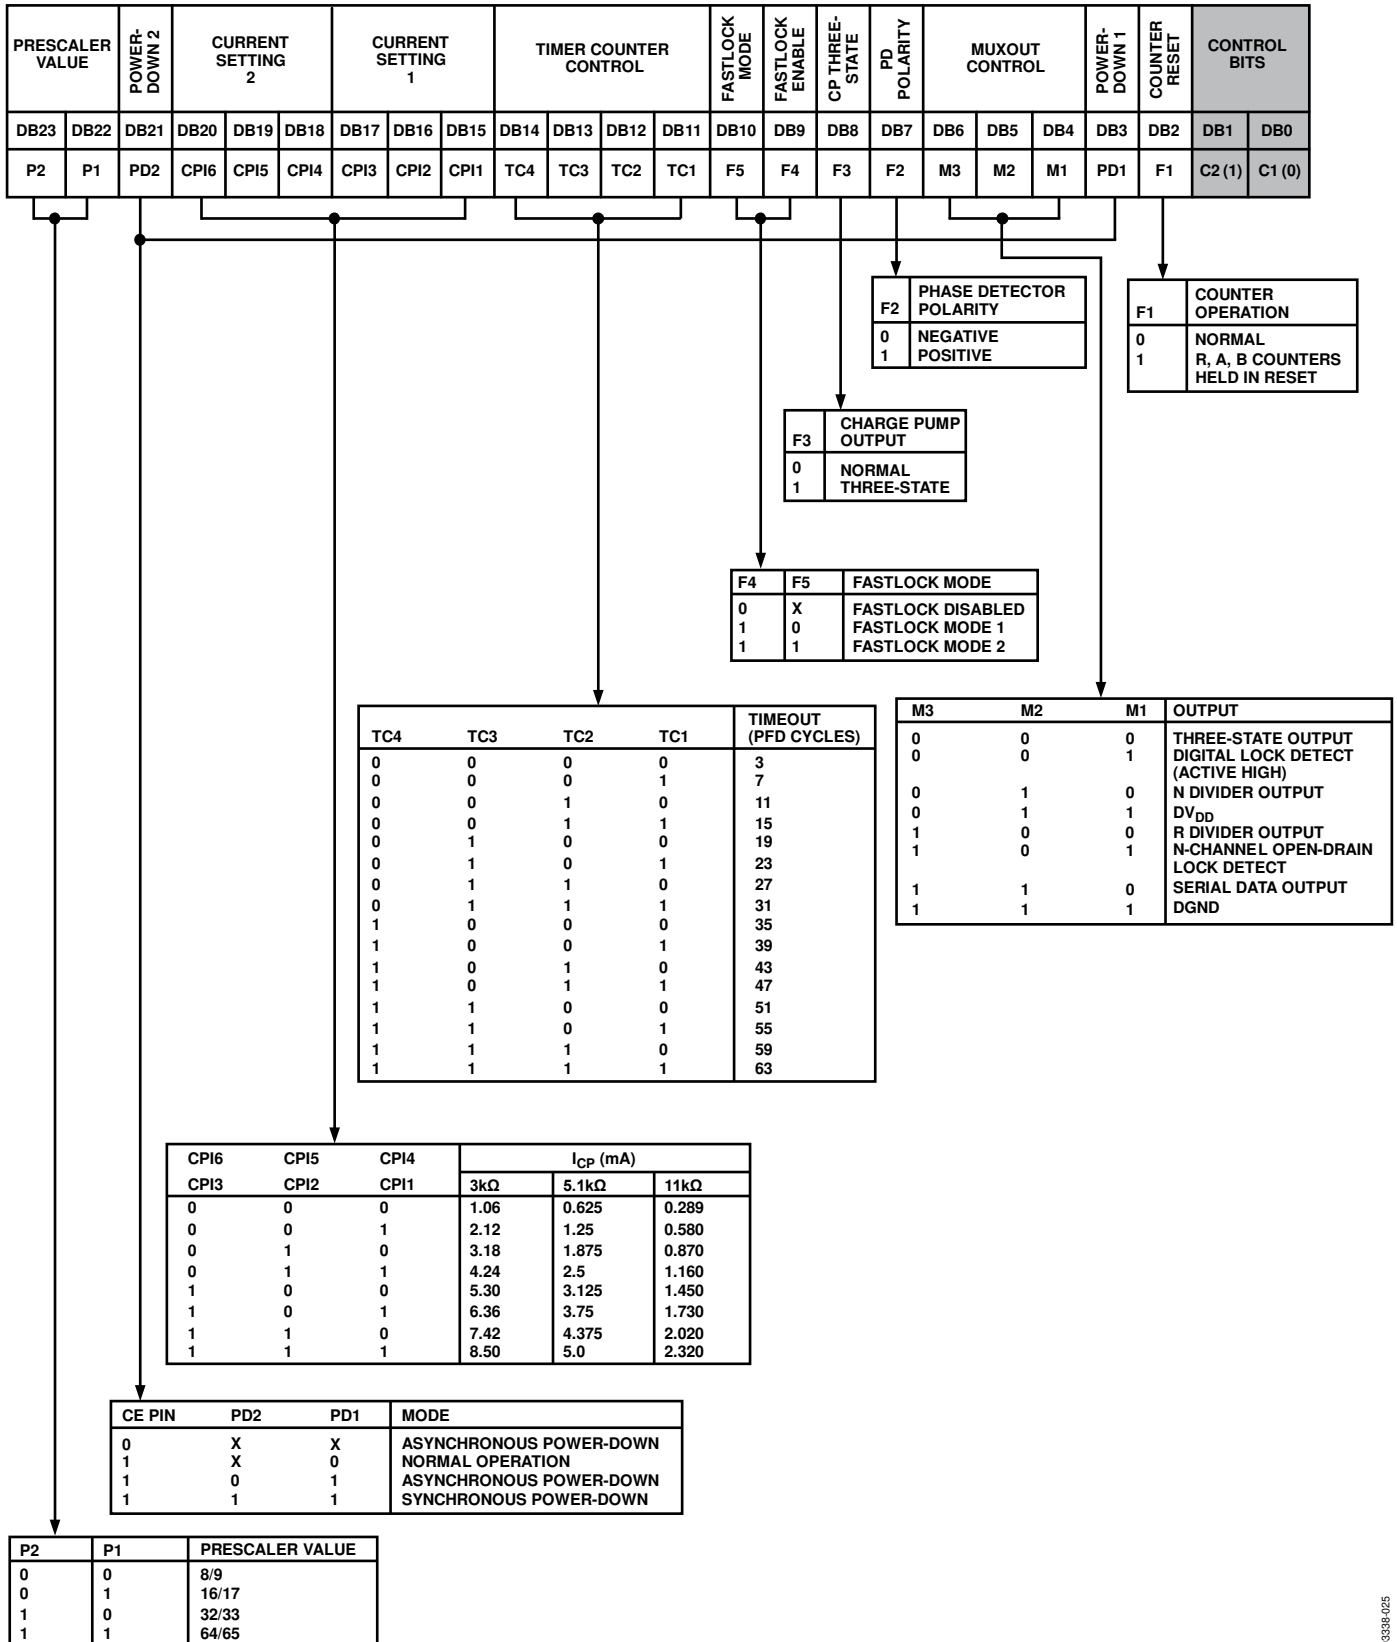 PRESCALER VALUE
POWER-DOWN 2
CURRENT SETTING 2
CURRENT SETTING 1
TIMER COUNTER CONTROL
FASTLOCK MODE
FASTLOCK ENABLE
CP THREE-STATE
PD POLARITY
MUXOUT CONTROL
POWER-DOWN 1
COUNTER RESET
CONTROL BITS
DB23 DB22 DB21 DB20 DB19 DB18 DB17 DB16 DB15 DB14 DB13 DB12 DB11 DB10 DB9 DB8 DB7 DB6 DB5 DB4 DB3 DB2 DB1 DB0
P2 P1 PD2 CPI6 CPI5 CPI4 CPI3 CPI2 CPI1 TC4 TC3 TC2 TC1 F5 F4 F3 F2 M3 M2 M1 PD1 F1 C2 (1) C1 (0)
F2 PHASE DETECTOR POLARITY
0 NEGATIVE
1 POSITIVE
F1 COUNTER OPERATION
0 NORMAL
1 R, A, B COUNTERS
HELD IN RESET
F3 CHARGE PUMP OUTPUT
0 NORMAL
1 THREE-STATE
F4 F5 FASTLOCK MODE
0 X FASTLOCK DISABLED
1 0 FASTLOCK MODE 1
1 1 FASTLOCK MODE 2
TC4 TC3 TC2 TC1 TIMEOUT (PFD CYCLES)
0 0 0 0 3
0 0 0 1 7
0 0 1 0 11
0 0 1 1 15
0 1 0 0 19
0 1 0 1 23
0 1 1 0 27
0 1 1 1 31
1 0 0 0 35
1 0 0 1 39
1 0 1 0 43
1 0 1 1 47
1 1 0 0 51
1 1 0 1 55
1 1 1 0 59
1 1 1 1 63
M3 M2 M1 OUTPUT
0 0 0 THREE-STATE OUTPUT
0 0 1 DIGITAL LOCK DETECT
(ACTIVE HIGH)
0 1 0 N DIVIDER OUTPUT
0 1 1 DVDD
1 0 0 R DIVIDER OUTPUT
1 0 1 N-CHANNEL OPEN-DRAIN
LOCK DETECT
1 1 0 SERIAL DATA OUTPUT
1 1 1 DGND
CPI6 CPI5 CPI4 ICP (mA)
CPI3 CPI2 CPI1 3kΩ 5.1kΩ 11kΩ
0 0 0 1.06 0.625 0.289
0 0 1 2.12 1.25 0.580
0 1 0 3.18 1.875 0.870
0 1 1 4.24 2.5 1.160
1 0 0 5.30 3.125 1.450
1 0 1 6.36 3.75 1.730
1 1 0 7.42 4.375 2.020
1 1 1 8.50 5.0 2.320
CE PIN PD2 PD1 MODE
0 X X ASYNCHRONOUS POWER-DOWN
1 X 0 NORMAL OPERATION
1 0 1 ASYNCHRONOUS POWER-DOWN
1 1 1 SYNCHRONOUS POWER-DOWN
P2 P1 PRESCALER VALUE
0 0 8/9
0 1 16/17
1 0 32/33
1 1 64/65
3338-025